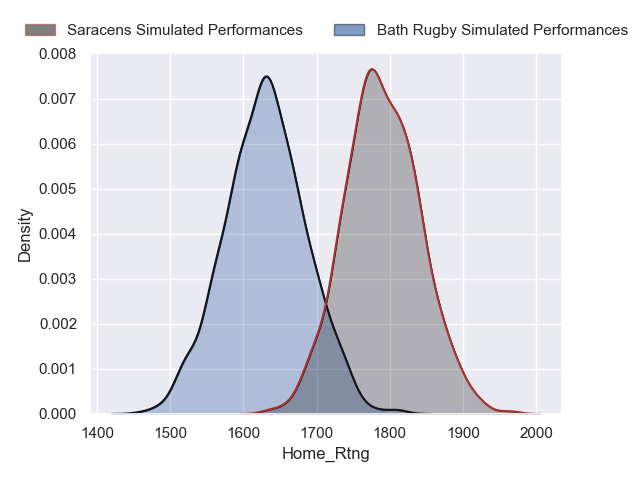 Saracens Simulated Performances
Bath Rugby Simulated Performances
0.008
0.007
0.006
0.005
0.004
0.003
0.002
0.001
0.000
Density
1400 1500 1600 1700 1800 1900 2000
Home_Rtng